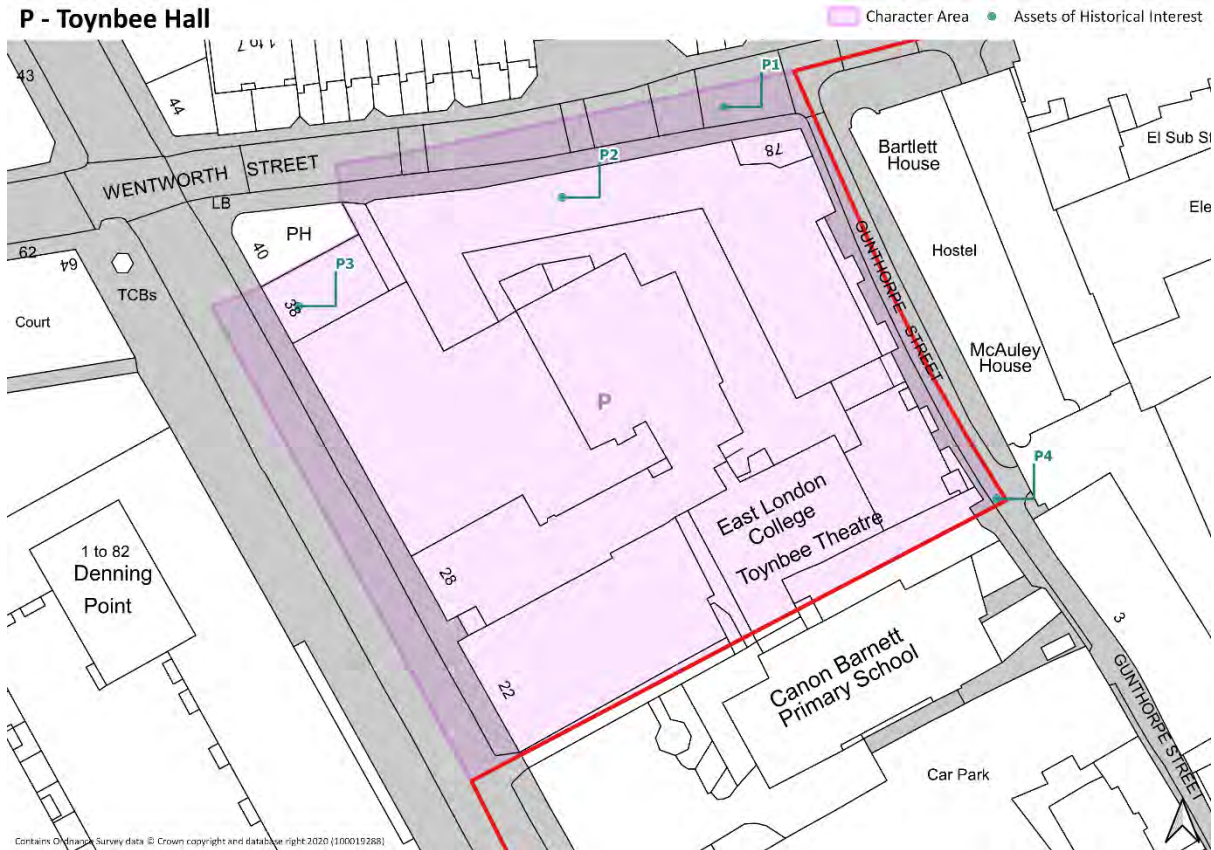 P - Toynbee Hall
Character Area
Assets of Historical Interest
43
44
P1
El Sub St
Bartlett
House
78
P2
WENTWORTH STREET
LB
PH
40
62
64
TCBs
P3
38
Court
Ele
Hostel
GUNTHORPE STREET
McAuley
House
P
P4
East London
College
Toynbee Theatre
1 to 82
Denning
Point
28
22
3
Canon Barnett
Primary School
GUNTHORPE STREET
Car Park
Contains Ordnance Survey data © Crown copyright and database right 2020 (100019288)